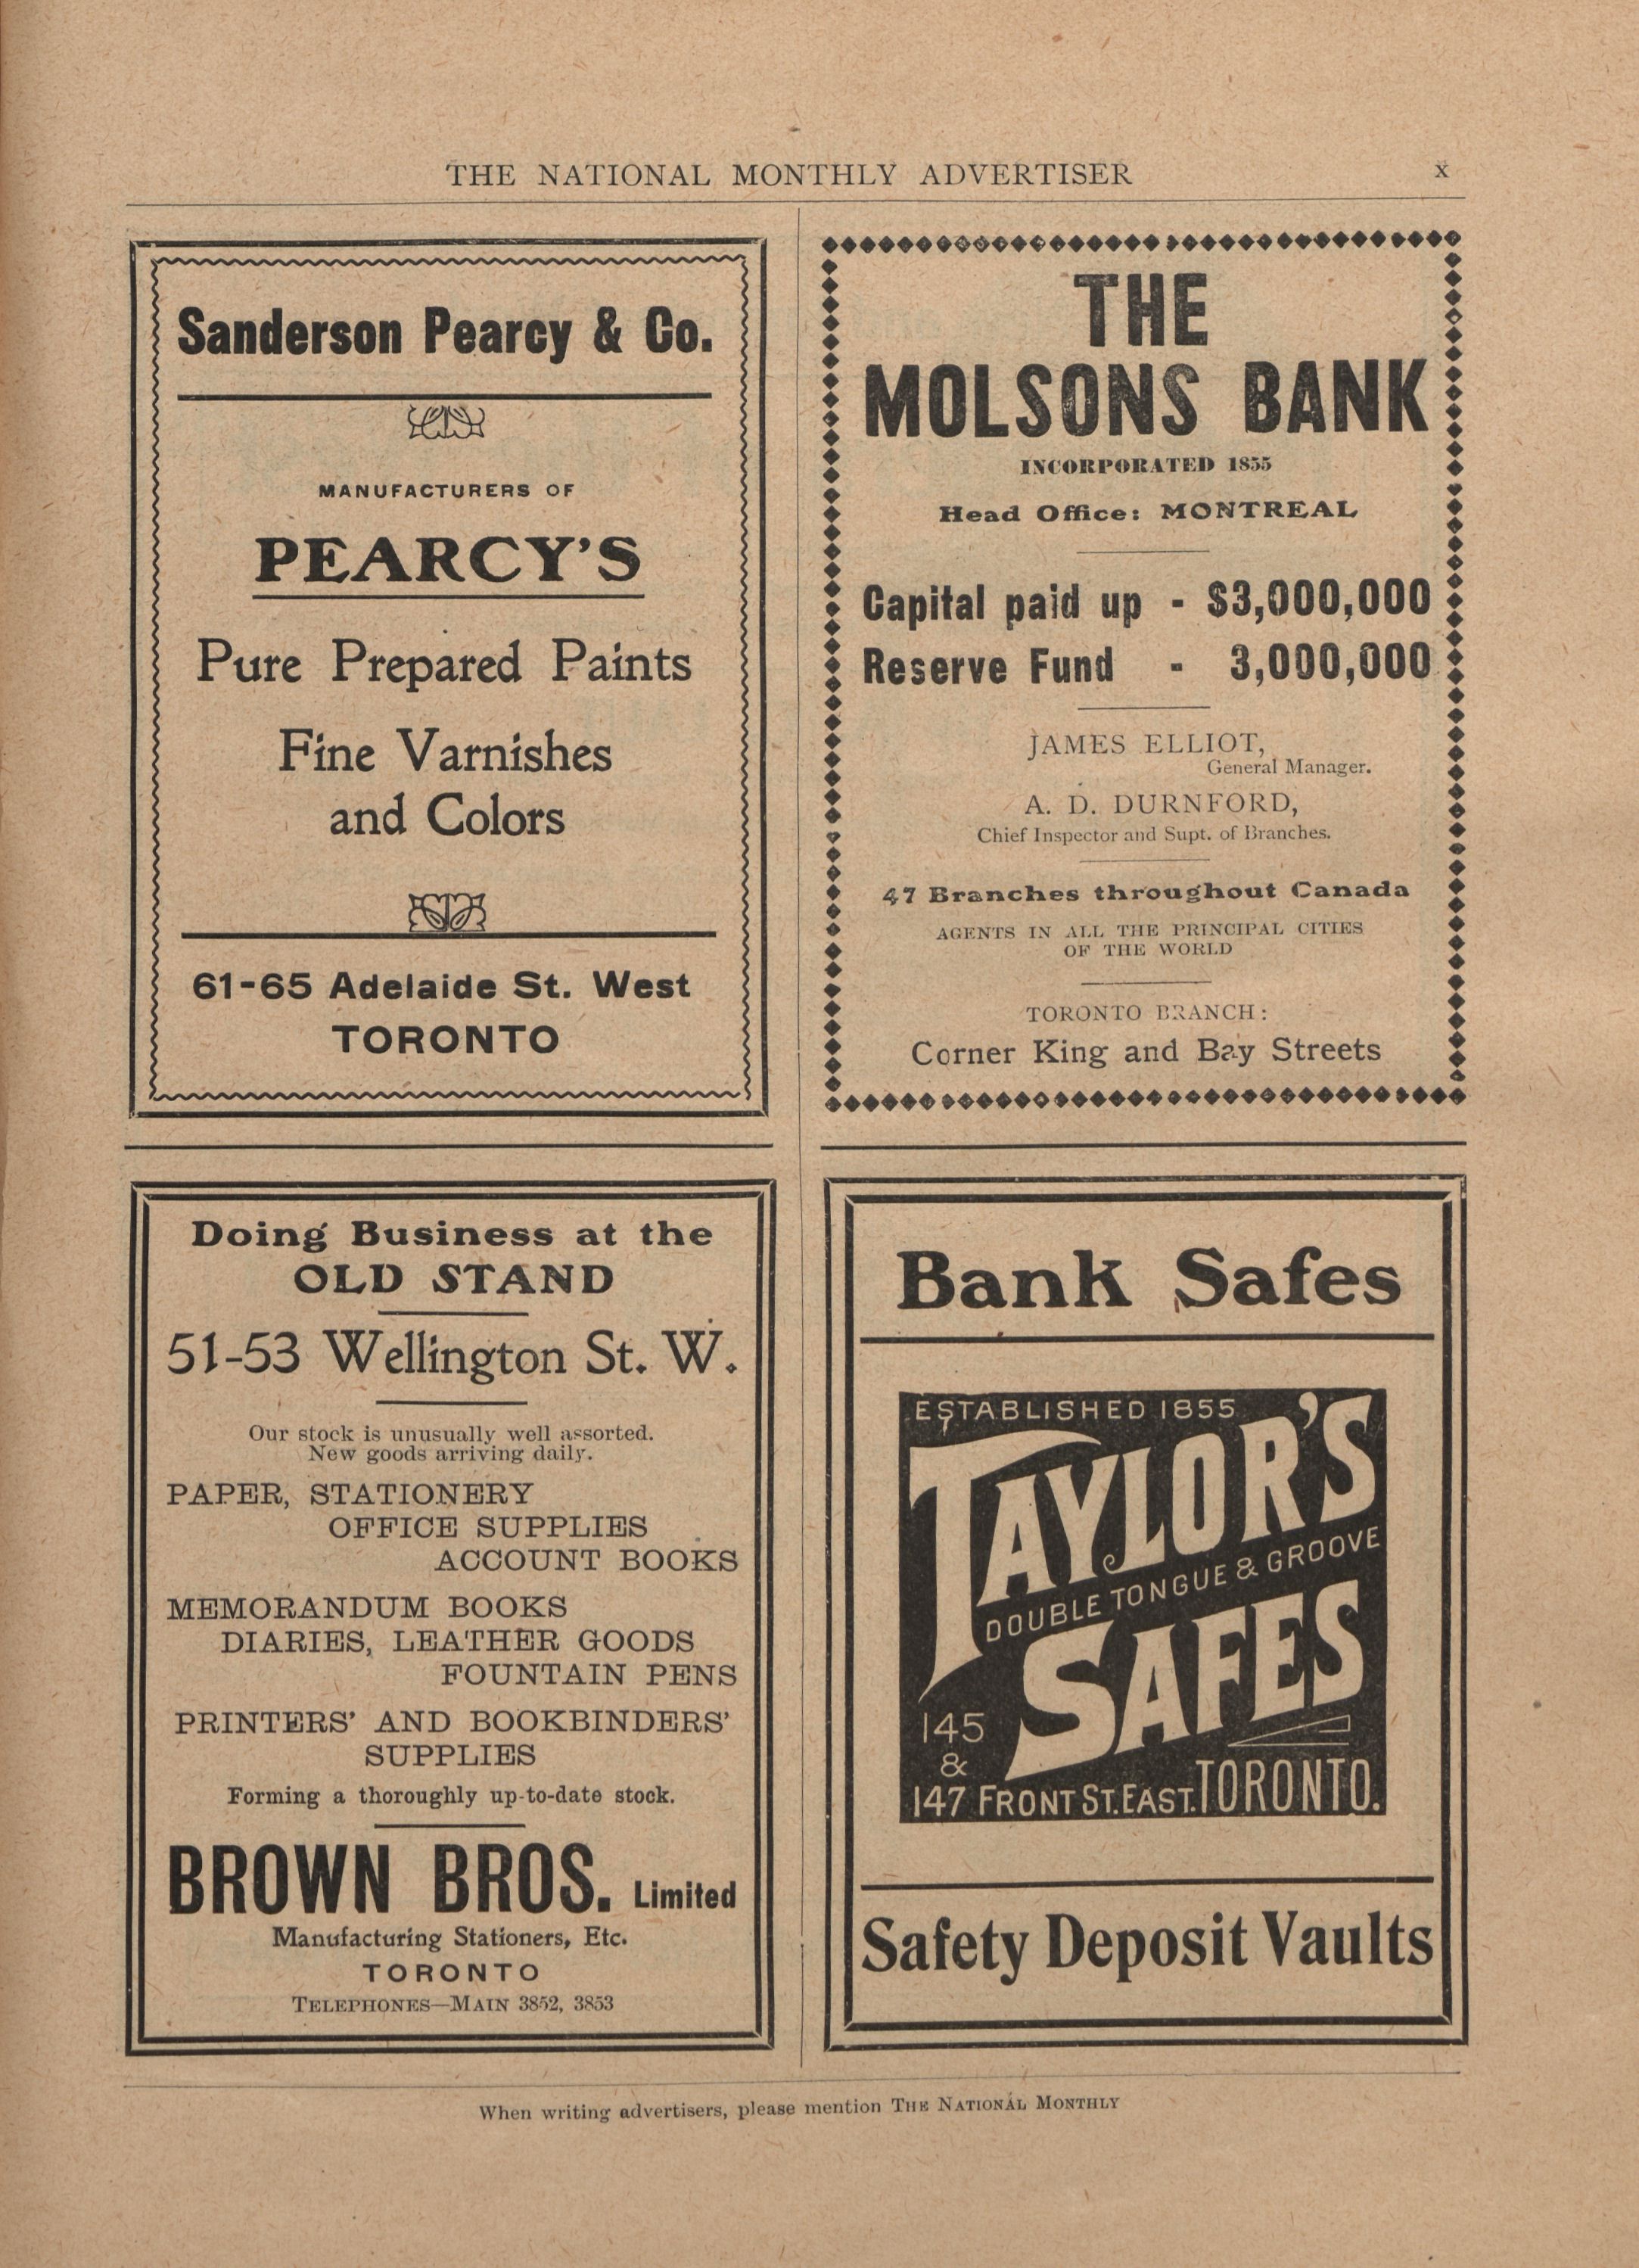 THE NATIONAL MONTHLY ADVERTISER
x
Sanderson Pearcy & Co.
MANUFACTURERS OF
PEARCY'S
Pure Prepared Paints
Fine Varnishes
and Colors
61-65 Adelaide St. West
TORONTO
THE
MOLSONS BANK
INCORPORATED 1855
Head Office: MONTREAL
Capital paid up - $3,000,000
Reserve Fund - 3,000,000
JAMES ELLIOT,
General Manager.
A. D. DURNFORD,
Chief Inspector and Supt. of Branches.
47 Branches throughout Canada
AGENTS IN ALL THE PRINCIPAL CITIES
OF THE WORLD
TORONTO BRANCH:
Corner King and Bay Streets
Doing Business at the
OLD STAND
51-53 Wellington St. W.
Our stock is unusually well assorted.
New goods arriving daily.
PAPER, STATIONERY
OFFICE SUPPLIES
ACCOUNT BOOKS
MEMORANDUM BOOKS
DIARIES, LEATHER GOODS
FOUNTAIN PENS
PRINTERS' AND BOOKBINDERS'
SUPPLIES
Forming a thoroughly up-to-date stock.
BROWN BROS. Limited
Manufacturing Stationers, Etc.
TORONTO
TELEPHONES—MAIN 3852, 3853
Bank Safes
ESTABLISHED 1855
TAYLOR'S
DOUBLE TONGUE & GROOVE
SAFES
145
&
147 FRONT ST. EAST. TORONTO.
Safety Deposit Vaults
When writing advertisers, please mention THE NATIONAL MONTHLY